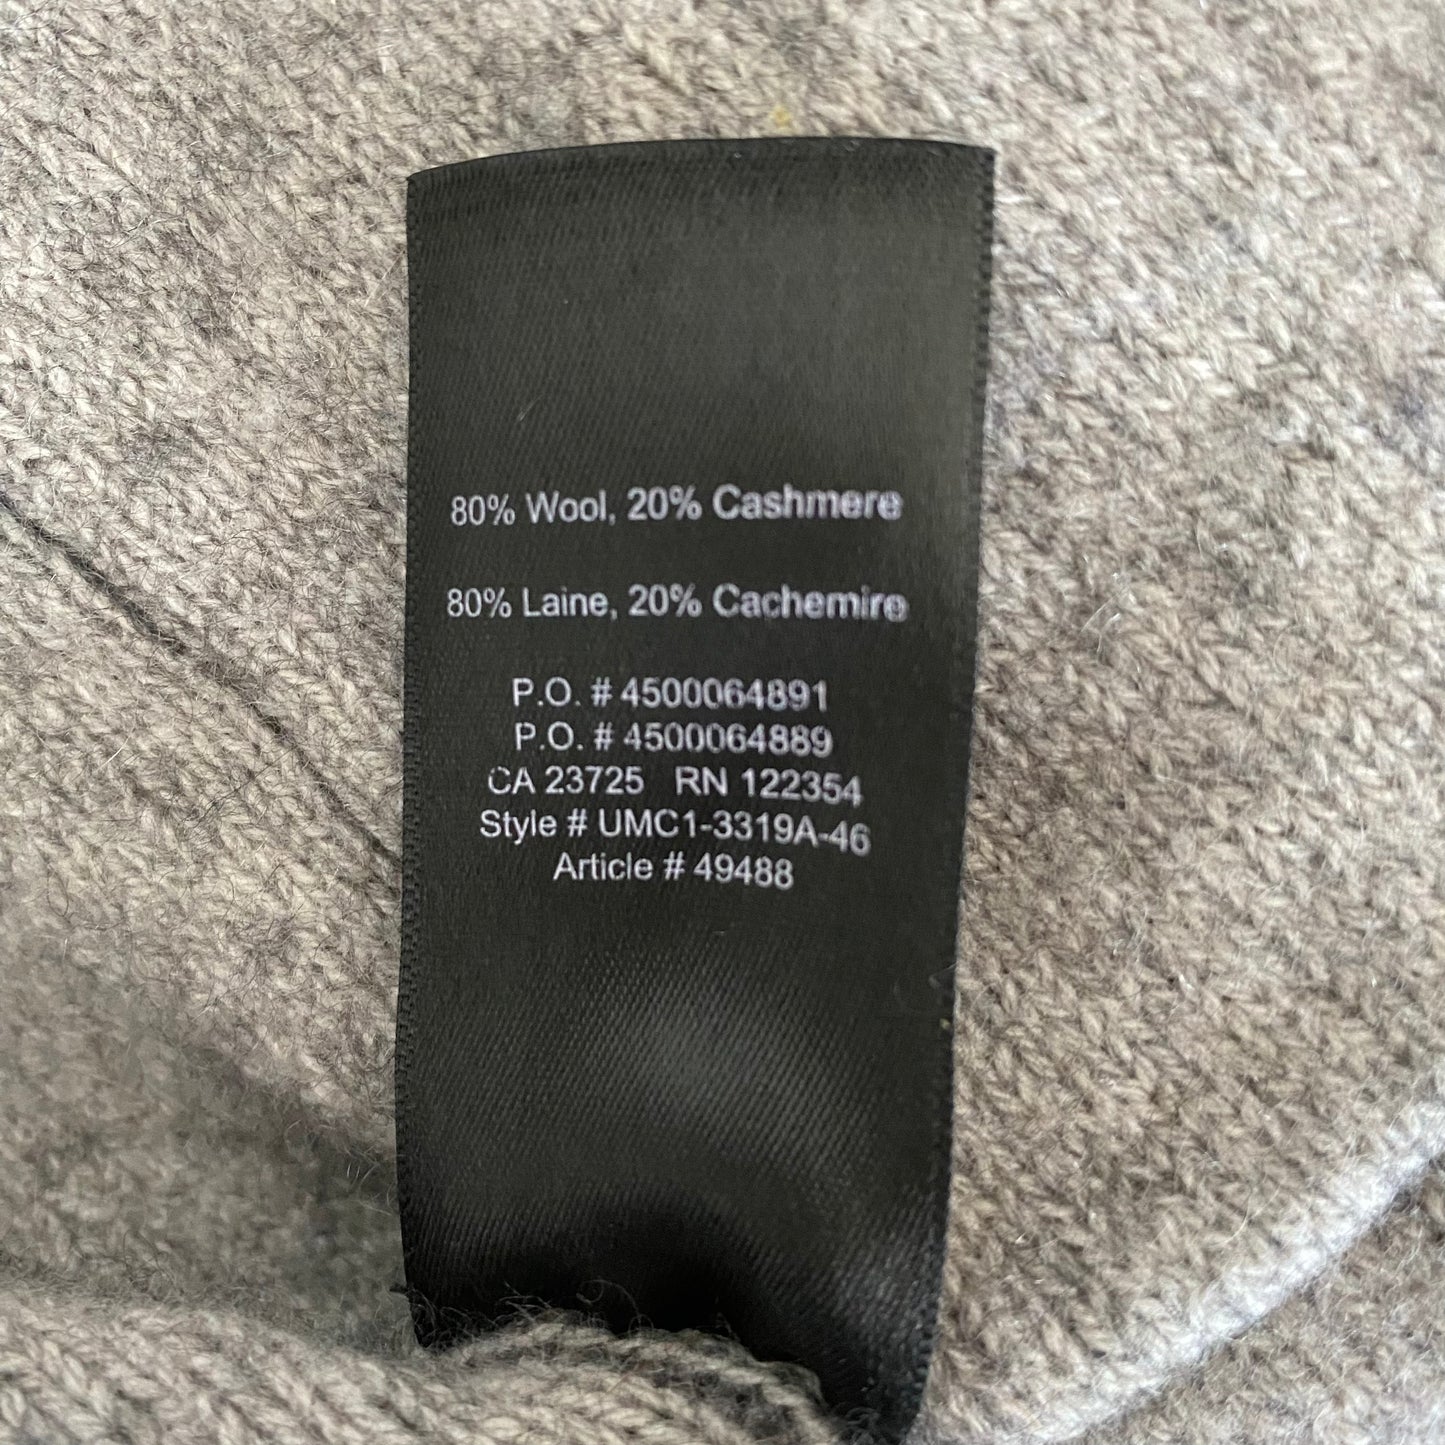 80% Wool, 20% Cashmere
80% Laine, 20% Cachemire
P.O. # 4500064891
P.O. # 4500064889
CA 23725 RN 122354
Style # UMC1-3319A-46
Article # 49488